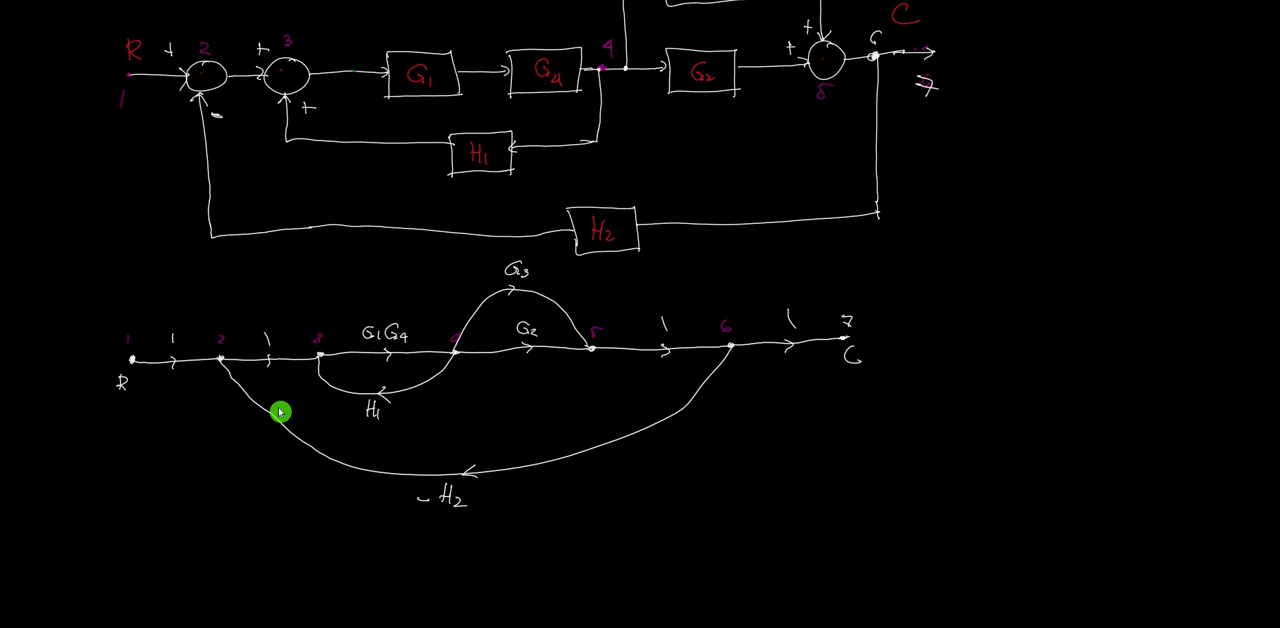 C
R + 2 + 3 G1 G4 4 G2 + + 5 6
1 - + 7
H1
H2
G3
1 1 2 1 3 G1G4 4 G2 5 1 6 1 7
R C
H1
- H2